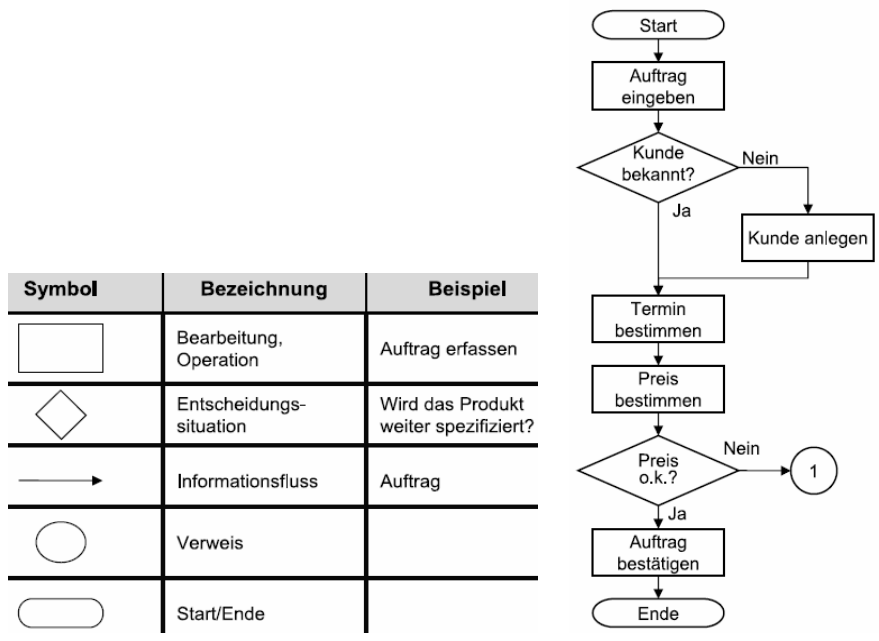 Symbol
Bezeichnung
Beispiel
Bearbeitung,
Operation
Auftrag erfassen
Entscheidungs-
situation
Wird das Produkt
weiter spezifiziert?
Informationsfluss
Auftrag
Verweis
Start/Ende
Start
Auftrag
eingeben
Kunde
bekannt?
Nein
Ja
Kunde anlegen
Termin
bestimmen
Preis
bestimmen
Preis
o.k.?
Nein
1
Ja
Auftrag
bestätigen
Ende